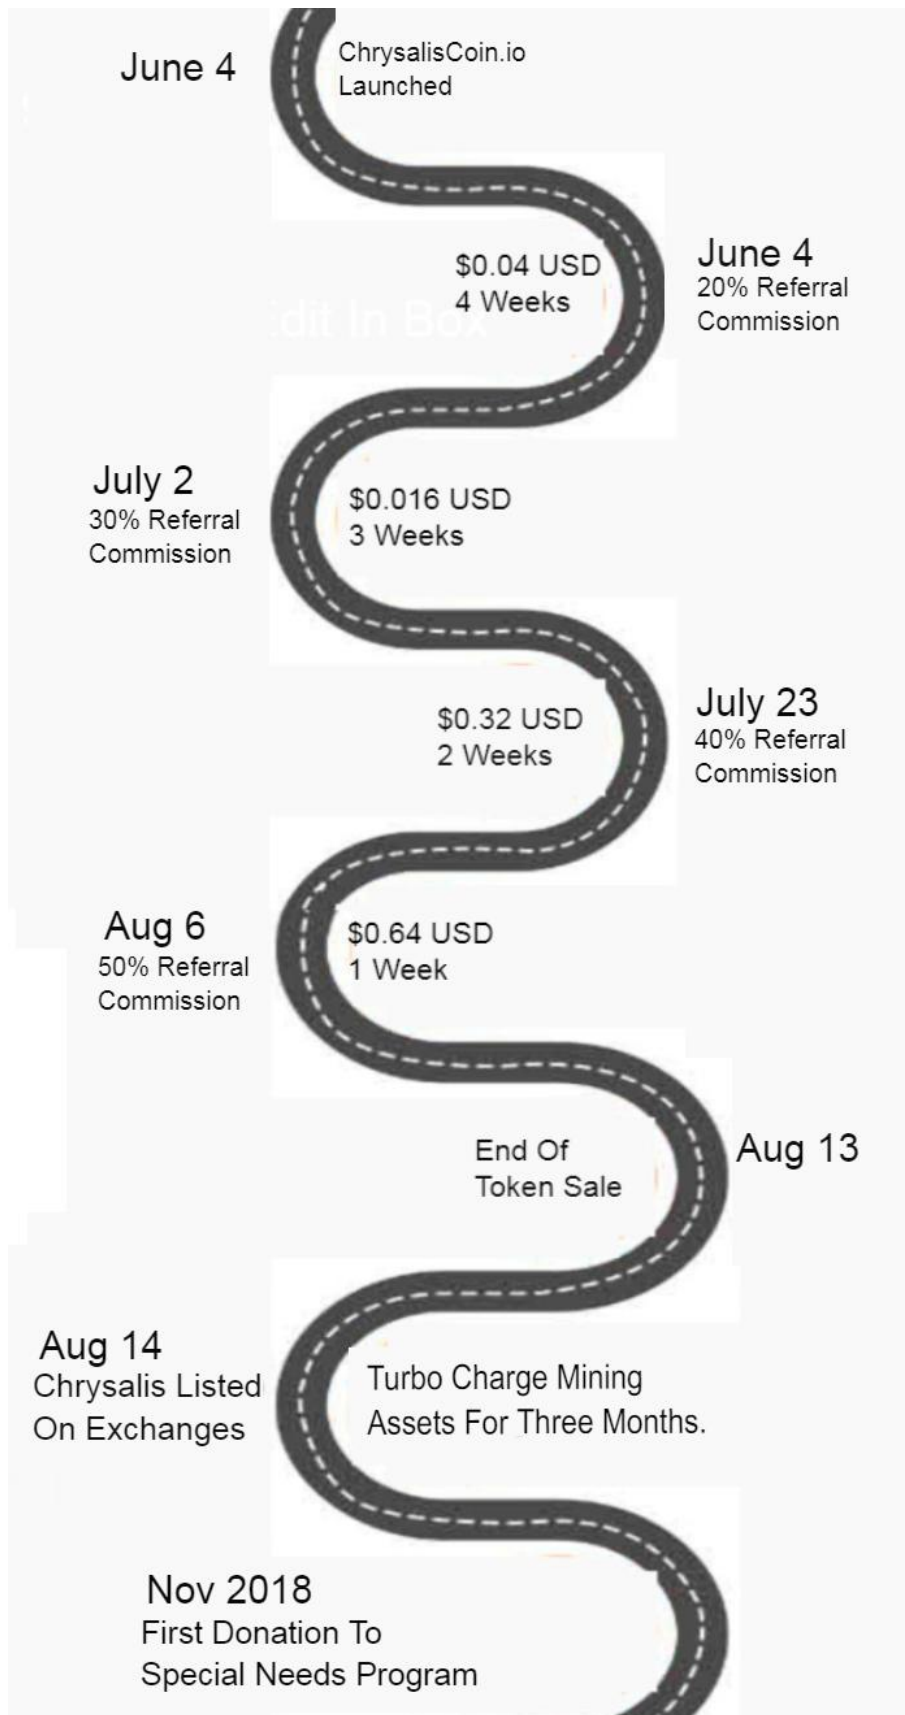 June 4
ChrysalisCoin.io
Launched
$0.04 USD
4 Weeks
June 4
20% Referral
Commission
dit In Box
July 2
30% Referral
Commission
$0.016 USD
3 Weeks
$0.32 USD
2 Weeks
July 23
40% Referral
Commission
Aug 6
50% Referral
Commission
$0.64 USD
1 Week
End Of
Token Sale
Aug 13
Aug 14
Chrysalis Listed
On Exchanges
Turbo Charge Mining
Assets For Three Months.
Nov 2018
First Donation To
Special Needs Program